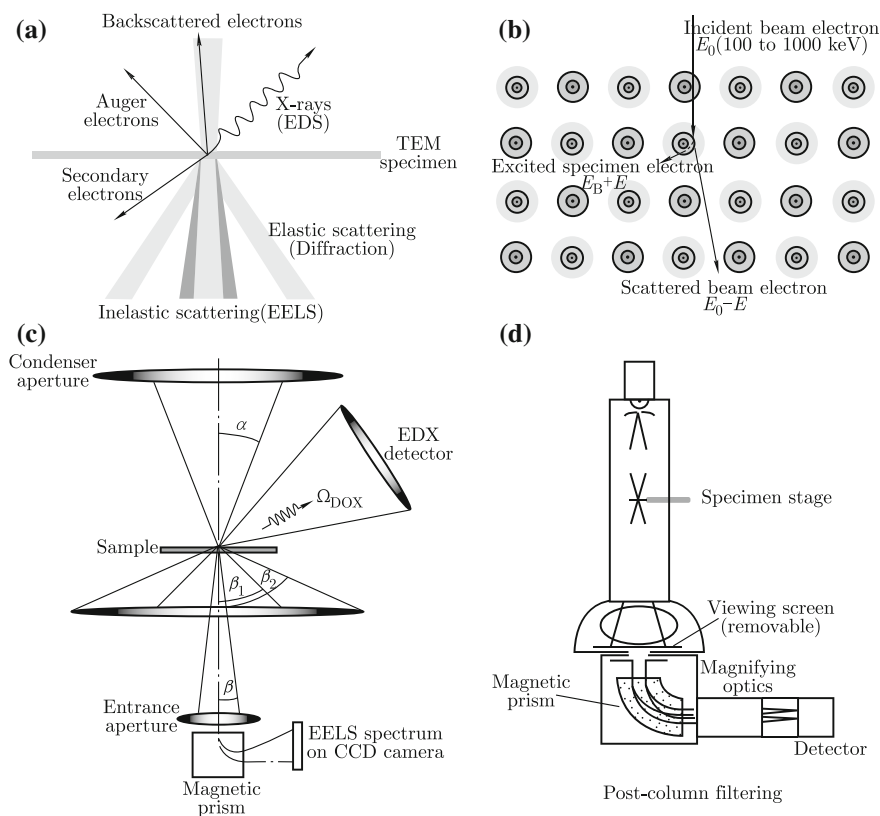 (a)
Backscattered electrons
Auger
electrons
X-rays
(EDS)
TEM
specimen
Secondary
electrons
Elastic scattering
(Diffraction)
Inelastic scattering(EELS)
(b)
Incident beam electron
E₀(100 to 1000 keV)
Excited specimen electron
E_B+E
Scattered beam electron
E₀−E
(c)
Condenser
aperture
α
EDX
detector
Ω_DOX
Sample
β₁
β₂
β
Entrance
aperture
EELS spectrum
on CCD camera
Magnetic
prism
(d)
Specimen stage
Viewing screen
(removable)
Magnetic
prism
Magnifying
optics
Detector
Post-column filtering